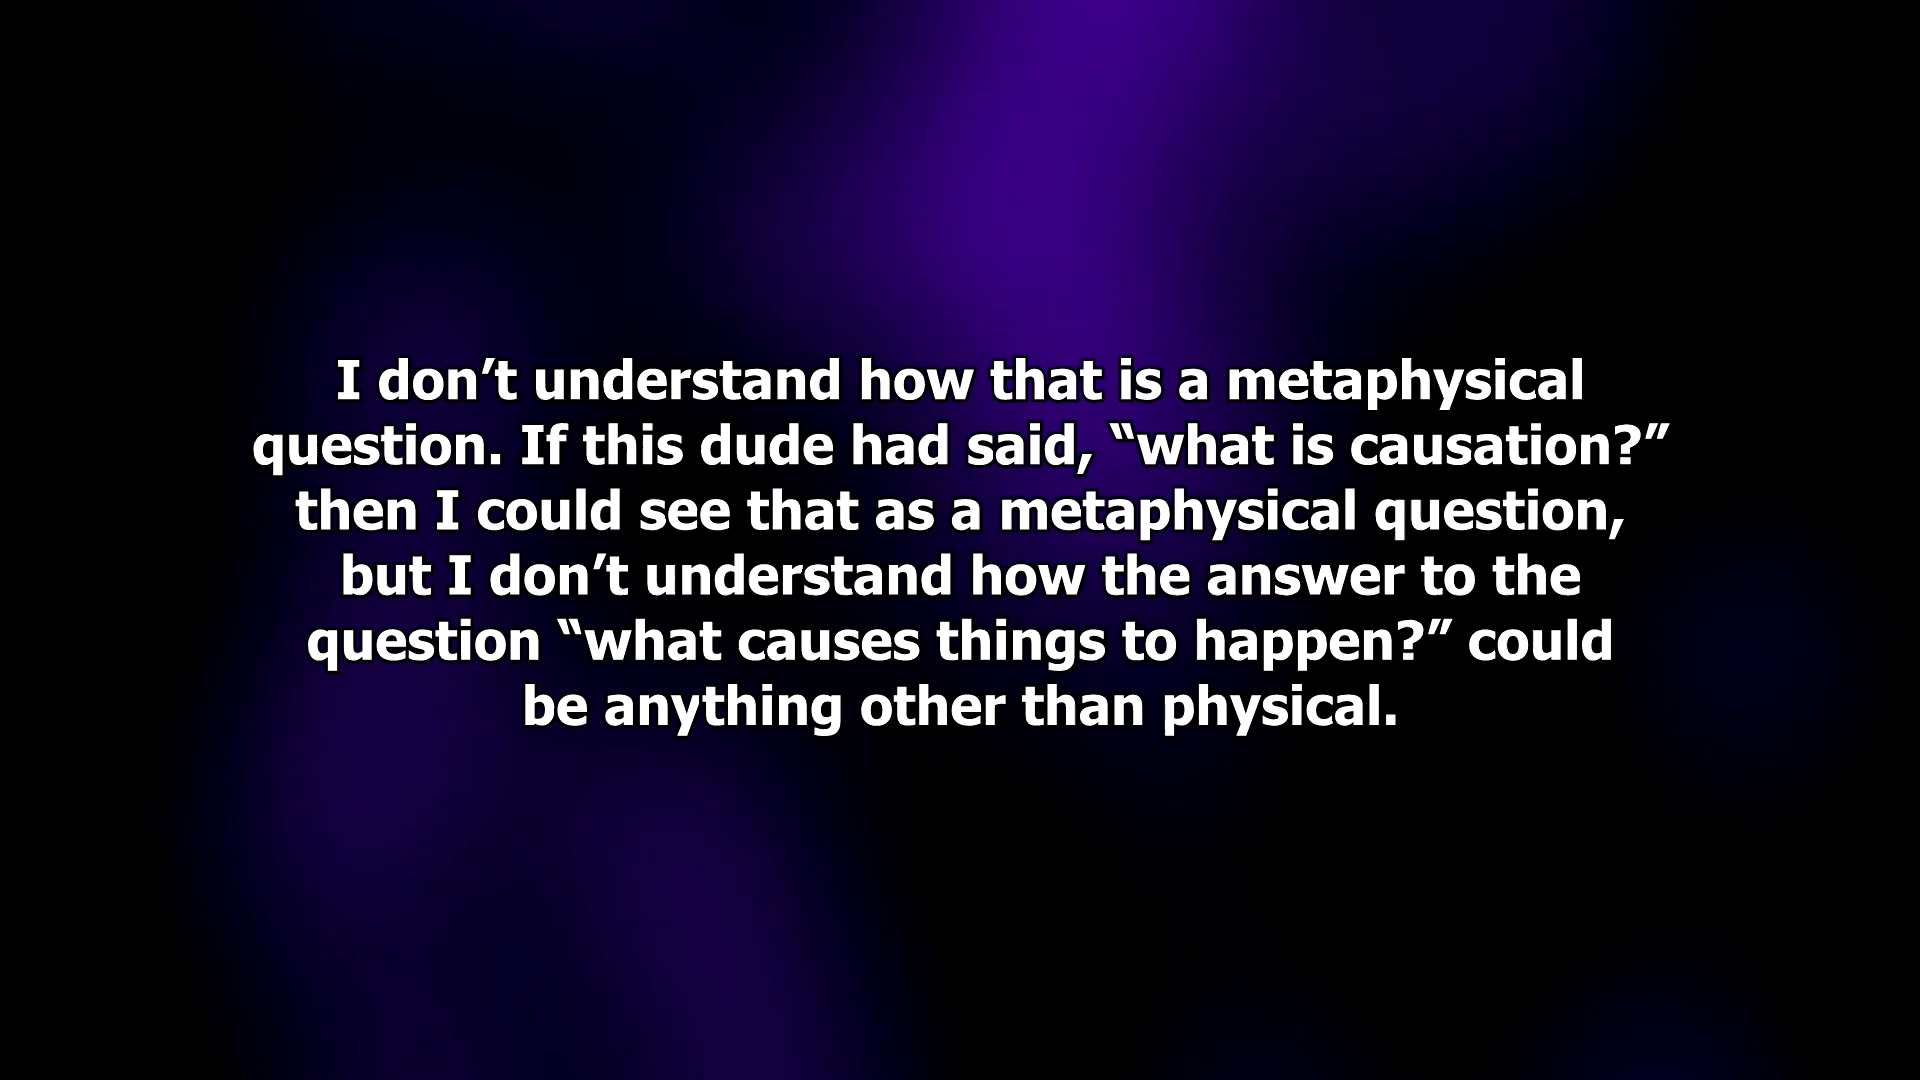 I don’t understand how that is a metaphysical
question. If this dude had said, “what is causation?”
then I could see that as a metaphysical question,
but I don’t understand how the answer to the
question “what causes things to happen?” could
be anything other than physical.